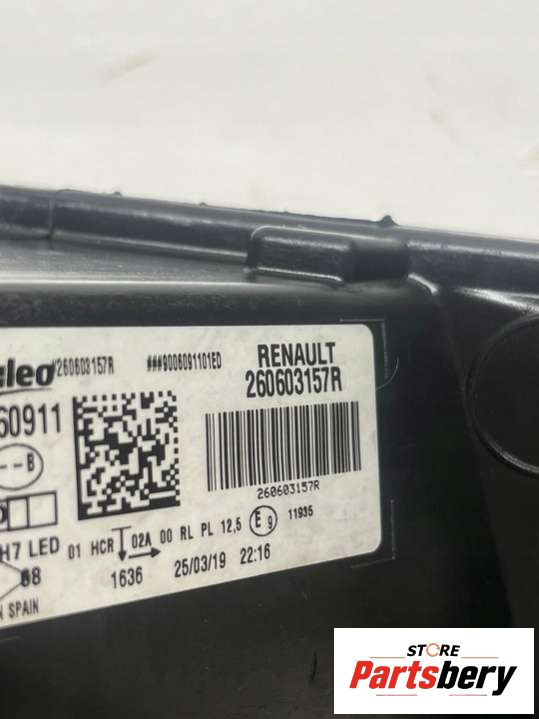 aleo #260603157R ###9006091101ED RENAULT
260603157R
60911
--B
260603157R
H7 LED 01 HCR 02A 00 RL PL 12,5 E9 11935
1636 25/03/19 22:16
N SPAIN
STORE
Partsbery